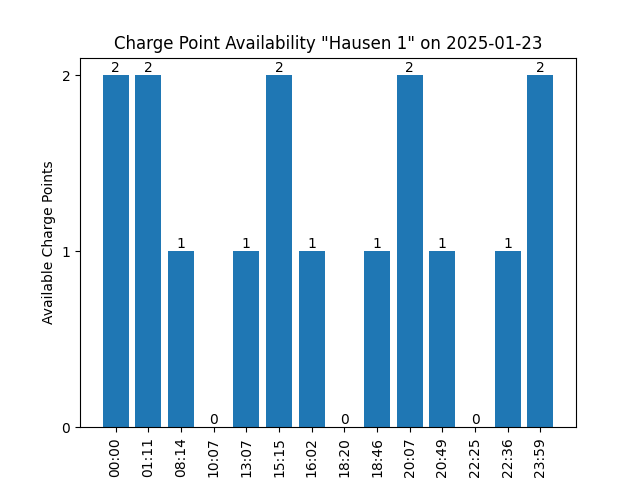 Charge Point Availability "Hausen 1" on 2025-01-23
Available Charge Points
2
1
0
2 2 1 0 1 2 1 0 1 2 1 0 1 2
00:00 01:11 08:14 10:07 13:07 15:15 16:02 18:20 18:46 20:07 20:49 22:25 22:36 23:59